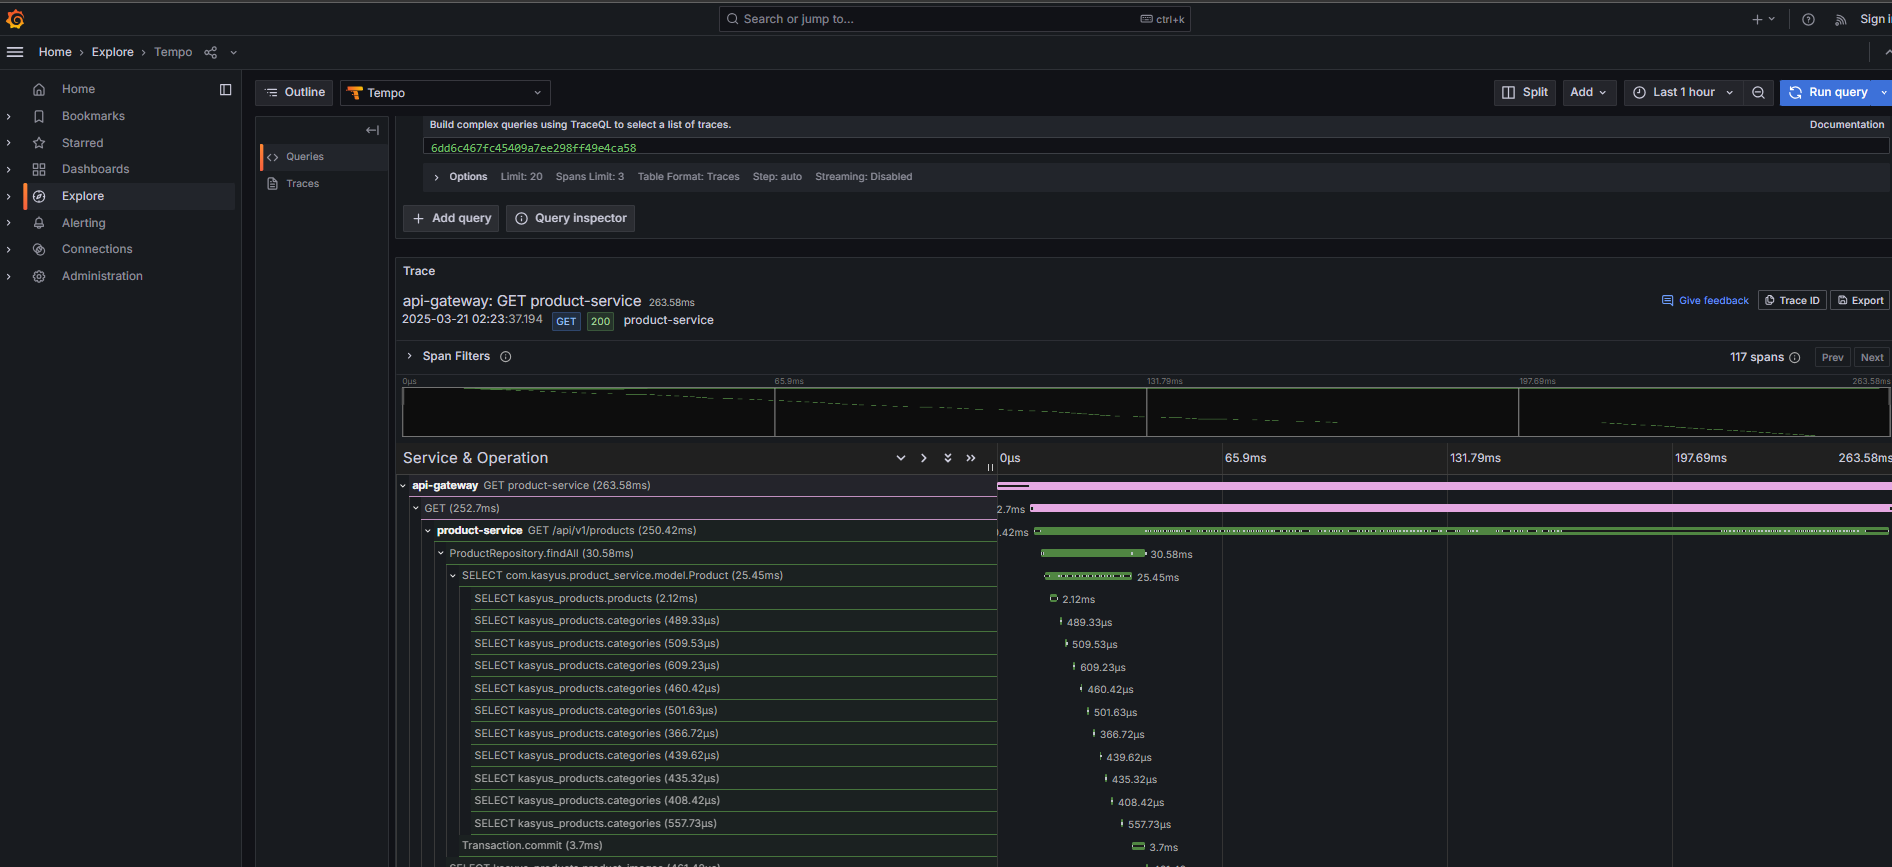 Search or jump to...
ctrl+k
Sign i
Home › Explore › Tempo
Home
Bookmarks
Starred
Dashboards
Explore
Alerting
Connections
Administration
Outline
Tempo
Split
Add
Last 1 hour
Run query
Queries
Traces
Build complex queries using TraceQL to select a list of traces.
Documentation
6dd6c467fc45409a7ee298ff49e4ca58
Options Limit: 20 Spans Limit: 3 Table Format: Traces Step: auto Streaming: Disabled
+ Add query
Query inspector
Trace
api-gateway: GET product-service 263.58ms
Give feedback
Trace ID
Export
2025-03-21 02:23:37.194 GET 200 product-service
Span Filters
117 spans
Prev
Next
0µs 65.9ms 131.79ms 197.69ms 263.58ms
Service & Operation
0µs 65.9ms 131.79ms 197.69ms 263.58ms
api-gateway GET product-service (263.58ms)
GET (252.7ms)
2.7ms
product-service GET /api/v1/products (250.42ms)
.42ms
ProductRepository.findAll (30.58ms)
30.58ms
SELECT com.kasyus.product_service.model.Product (25.45ms)
25.45ms
SELECT kasyus_products.products (2.12ms)
2.12ms
SELECT kasyus_products.categories (489.33µs)
489.33µs
SELECT kasyus_products.categories (509.53µs)
509.53µs
SELECT kasyus_products.categories (609.23µs)
609.23µs
SELECT kasyus_products.categories (460.42µs)
460.42µs
SELECT kasyus_products.categories (501.63µs)
501.63µs
SELECT kasyus_products.categories (366.72µs)
366.72µs
SELECT kasyus_products.categories (439.62µs)
439.62µs
SELECT kasyus_products.categories (435.32µs)
435.32µs
SELECT kasyus_products.categories (408.42µs)
408.42µs
SELECT kasyus_products.categories (557.73µs)
557.73µs
Transaction.commit (3.7ms)
3.7ms